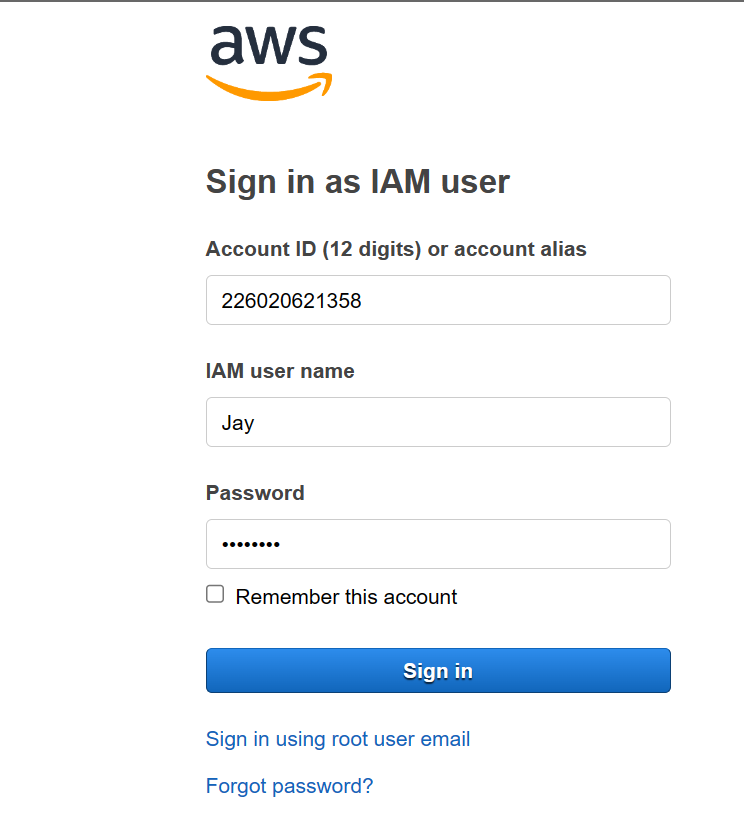 aws
Sign in as IAM user
Account ID (12 digits) or account alias
226020621358
IAM user name
Jay
Password
••••••••
Remember this account
Sign in
Sign in using root user email
Forgot password?